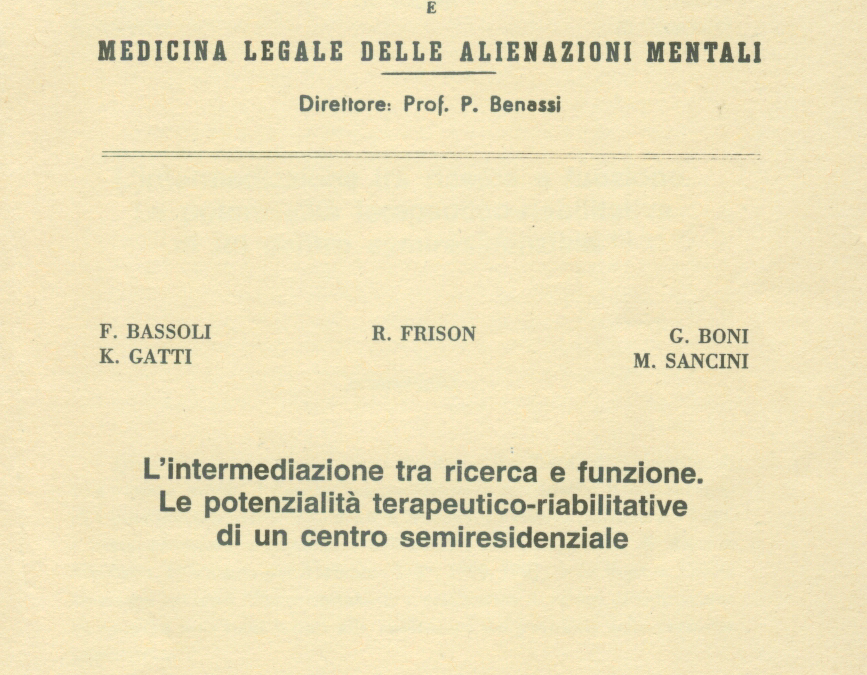 E
MEDICINA LEGALE DELLE ALIENAZIONI MENTALI
Direttore: Prof. P. Benassi
F. BASSOLI R. FRISON G. BONI
K. GATTI M. SANCINI
L'intermediazione tra ricerca e funzione.
Le potenzialità terapeutico-riabilitative
di un centro semiresidenziale